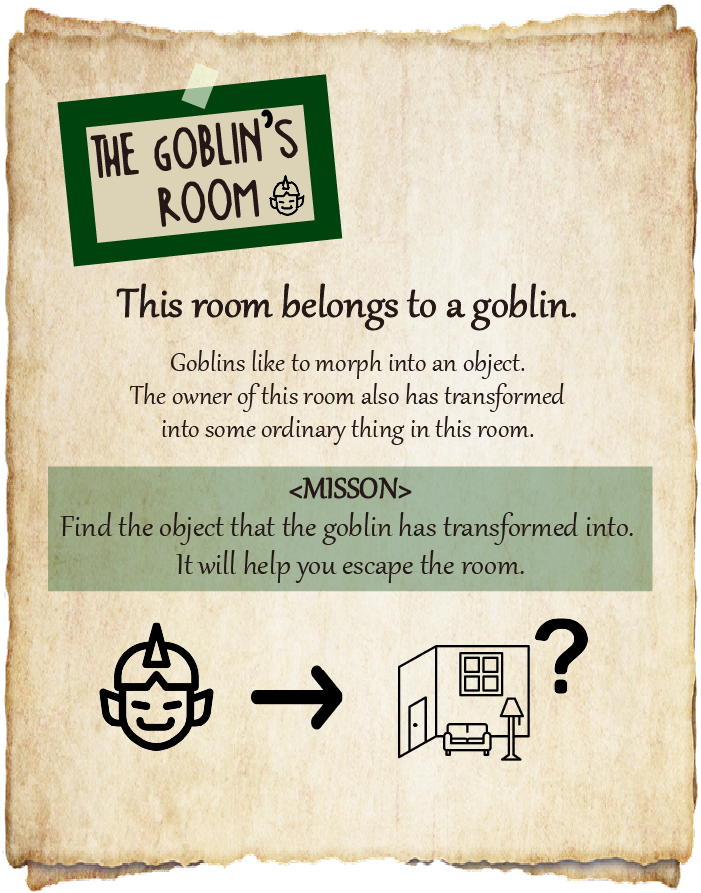 THE GOBLIN'S
ROOM
This room belongs to a goblin.
Goblins like to morph into an object.
The owner of this room also has transformed
into some ordinary thing in this room.
<MISSON>
Find the object that the goblin has transformed into.
It will help you escape the room.
?